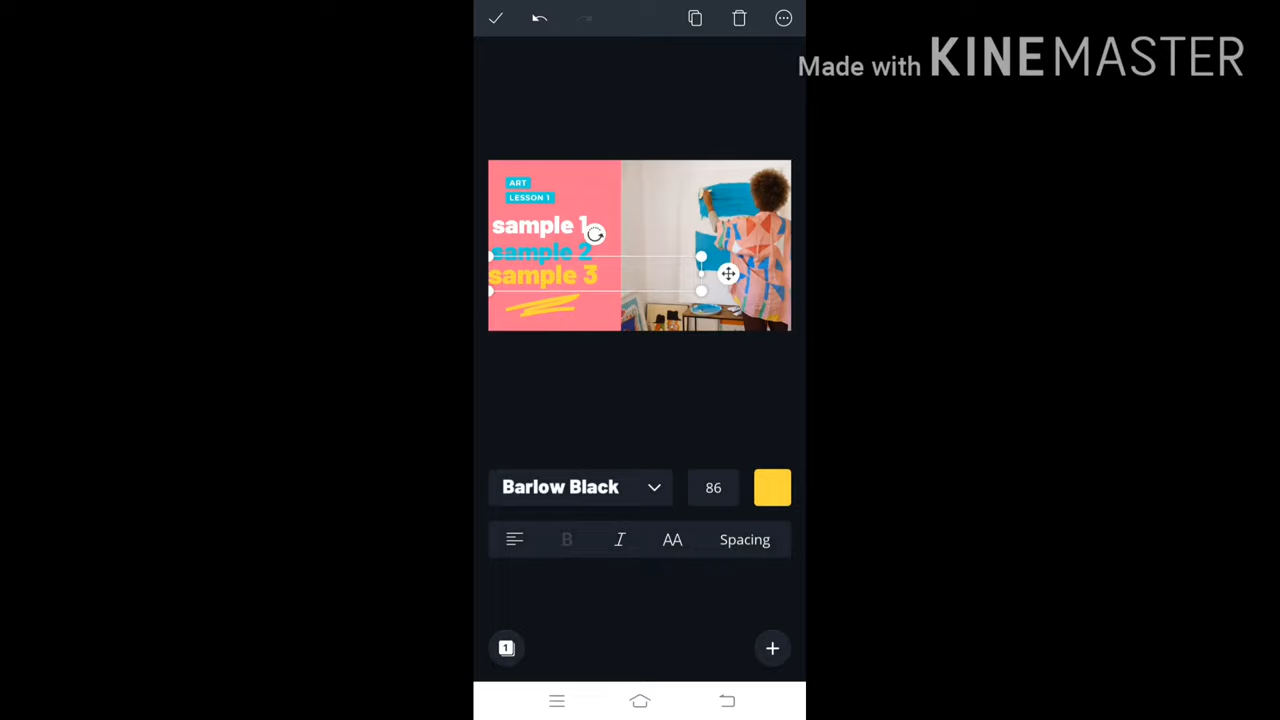 Made with KINEMASTER
ART
LESSON 1
sample 1
sample 2
sample 3
Barlow Black
86
B I AA Spacing
1